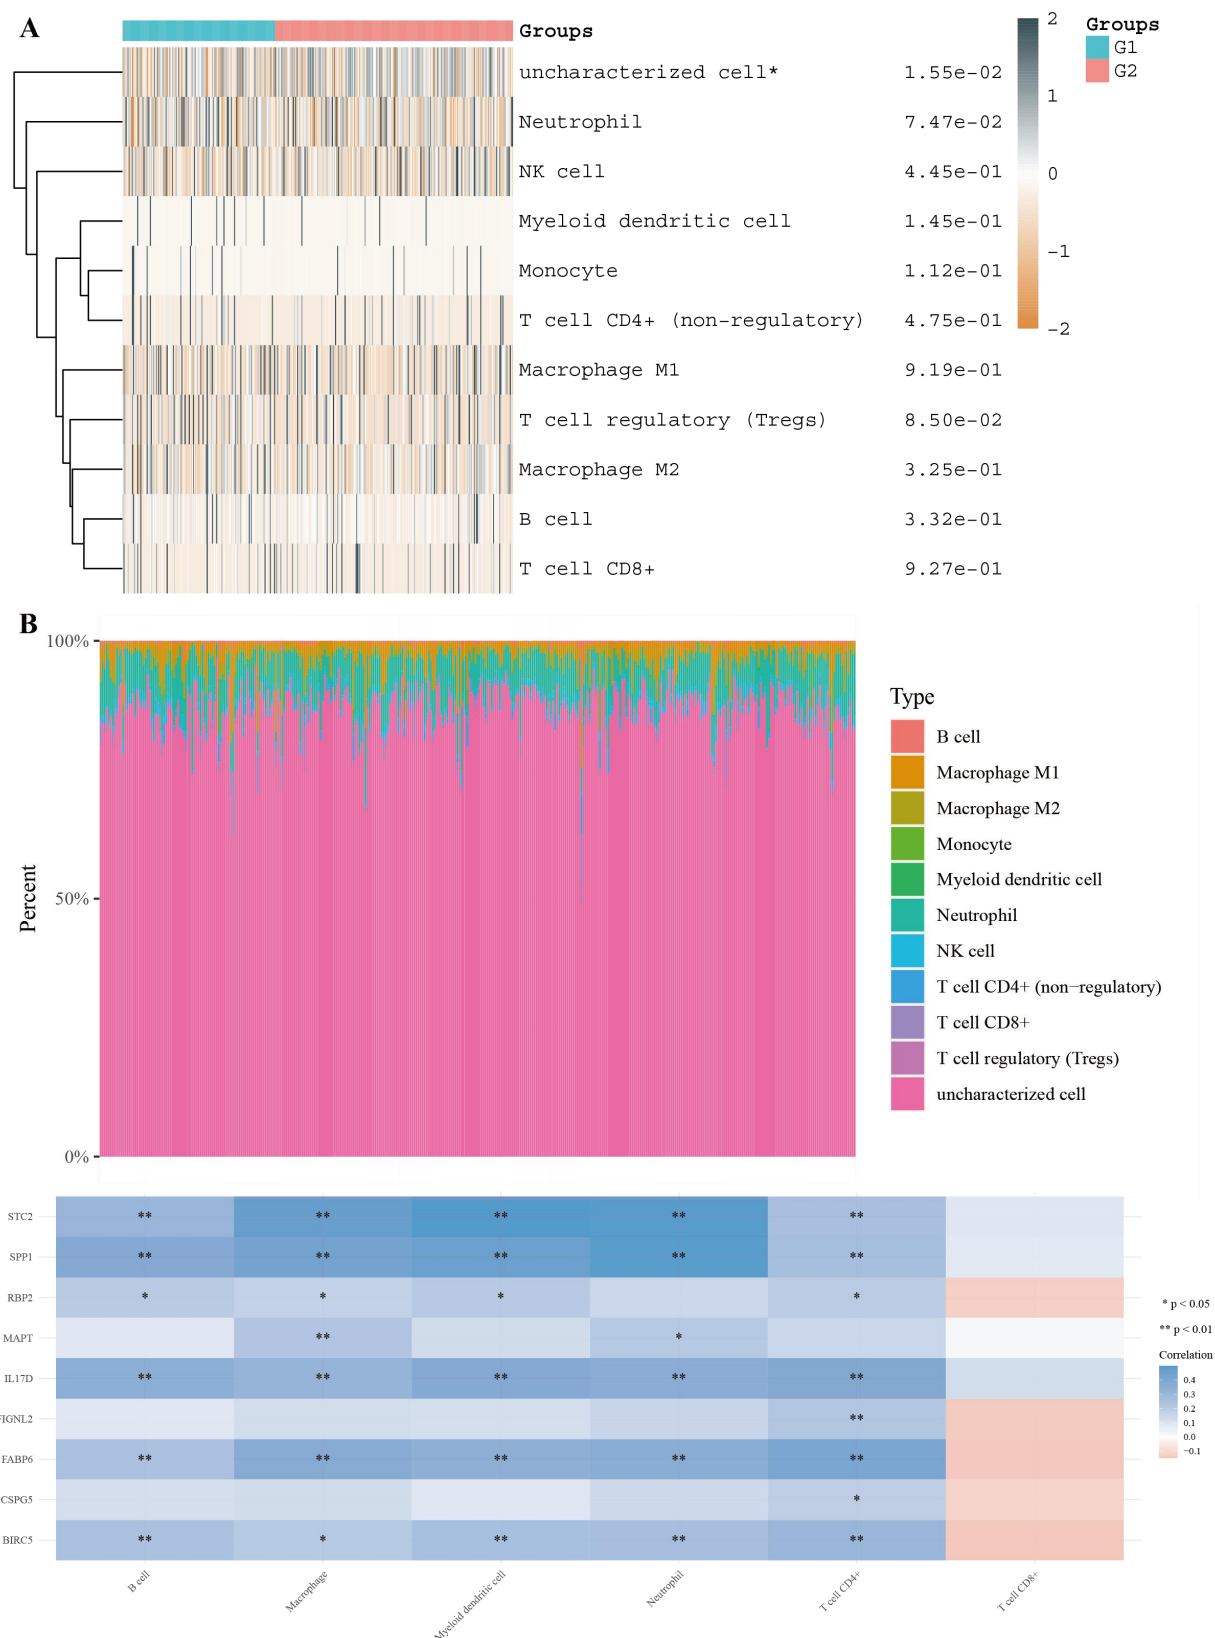 A
Groups
uncharacterized cell* 1.55e-02
Neutrophil 7.47e-02
NK cell 4.45e-01
Myeloid dendritic cell 1.45e-01
Monocyte 1.12e-01
T cell CD4+ (non-regulatory) 4.75e-01
Macrophage M1 9.19e-01
T cell regulatory (Tregs) 8.50e-02
Macrophage M2 3.25e-01
B cell 3.32e-01
T cell CD8+ 9.27e-01
2
1
0
-1
-2
Groups
G1
G2
B
100%
50%
0%
Percent
Type
B cell
Macrophage M1
Macrophage M2
Monocyte
Myeloid dendritic cell
Neutrophil
NK cell
T cell CD4+ (non-regulatory)
T cell CD8+
T cell regulatory (Tregs)
uncharacterized cell
STC2 ** ** ** ** **
SPP1 ** ** ** ** **
RBP2 * * * *
MAPT ** *
IL17D ** ** ** ** **
IGNL2 **
FABP6 ** ** ** ** **
CSPG5 *
BIRC5 ** * ** ** **
B cell
Macrophage
Myeloid dendritic cell
Neutrophil
T cell CD4+
T cell CD8+
* p < 0.05
** p < 0.01
Correlation
0.4
0.3
0.2
0.1
0.0
-0.1